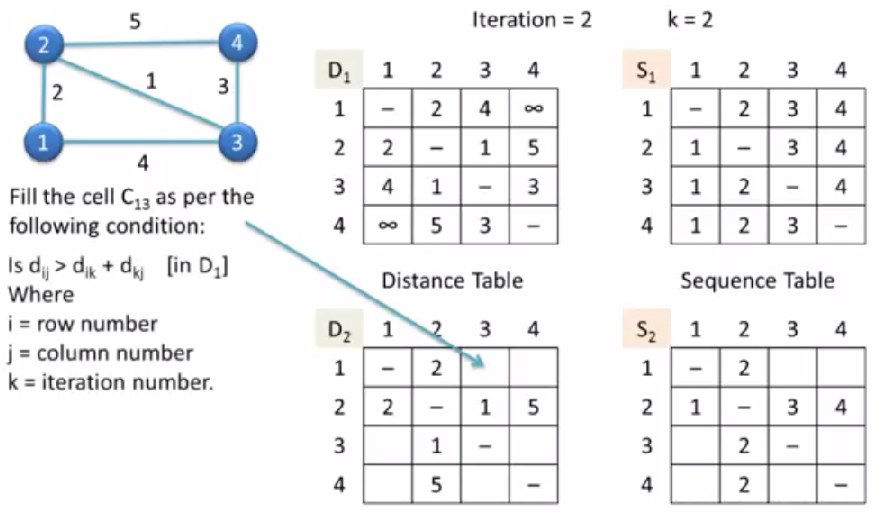 Iteration = 2 k = 2
5
2 4
2 1 3
1 3
4
Fill the cell C13 as per the
following condition:
Is dij > dik + dkj [in D1]
Where
i = row number
j = column number
k = iteration number.
D1 1 2 3 4
1 – 2 4 ∞
2 2 – 1 5
3 4 1 – 3
4 ∞ 5 3 –
Distance Table
S1 1 2 3 4
1 – 2 3 4
2 1 – 3 4
3 1 2 – 4
4 1 2 3 –
Sequence Table
D2 1 2 3 4
1 – 2
2 2 – 1 5
3 1 –
4 5 –
S2 1 2 3 4
1 – 2
2 1 – 3 4
3 2 –
4 2 –